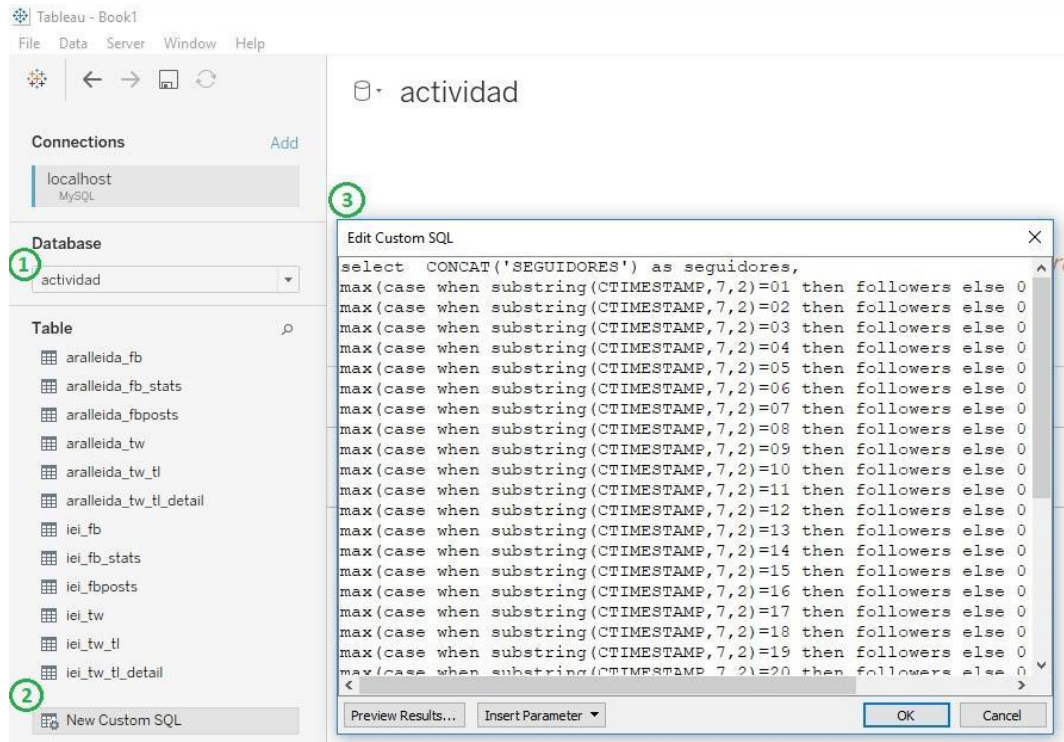 Tableau - Book1
File Data Server Window Help
actividad
Connections Add
localhost
MySQL
1
Database
actividad
Table
aralleida_fb
aralleida_fb_stats
aralleida_fbposts
aralleida_tw
aralleida_tw_tl
aralleida_tw_tl_detail
iei_fb
iei_fb_stats
iei_fbposts
iei_tw
iei_tw_tl
iei_tw_tl_detail
2
New Custom SQL
3
Edit Custom SQL
select CONCAT('SEGUIDORES') as seguidores,
max(case when substring(CTIMESTAMP,7,2)=01 then followers else 0
max(case when substring(CTIMESTAMP,7,2)=02 then followers else 0
max(case when substring(CTIMESTAMP,7,2)=03 then followers else 0
max(case when substring(CTIMESTAMP,7,2)=04 then followers else 0
max(case when substring(CTIMESTAMP,7,2)=05 then followers else 0
max(case when substring(CTIMESTAMP,7,2)=06 then followers else 0
max(case when substring(CTIMESTAMP,7,2)=07 then followers else 0
max(case when substring(CTIMESTAMP,7,2)=08 then followers else 0
max(case when substring(CTIMESTAMP,7,2)=09 then followers else 0
max(case when substring(CTIMESTAMP,7,2)=10 then followers else 0
max(case when substring(CTIMESTAMP,7,2)=11 then followers else 0
max(case when substring(CTIMESTAMP,7,2)=12 then followers else 0
max(case when substring(CTIMESTAMP,7,2)=13 then followers else 0
max(case when substring(CTIMESTAMP,7,2)=14 then followers else 0
max(case when substring(CTIMESTAMP,7,2)=15 then followers else 0
max(case when substring(CTIMESTAMP,7,2)=16 then followers else 0
max(case when substring(CTIMESTAMP,7,2)=17 then followers else 0
max(case when substring(CTIMESTAMP,7,2)=18 then followers else 0
max(case when substring(CTIMESTAMP,7,2)=19 then followers else 0
max(case when substring(CTIMESTAMP,7,2)=20 then followers else 0
Preview Results... Insert Parameter OK Cancel